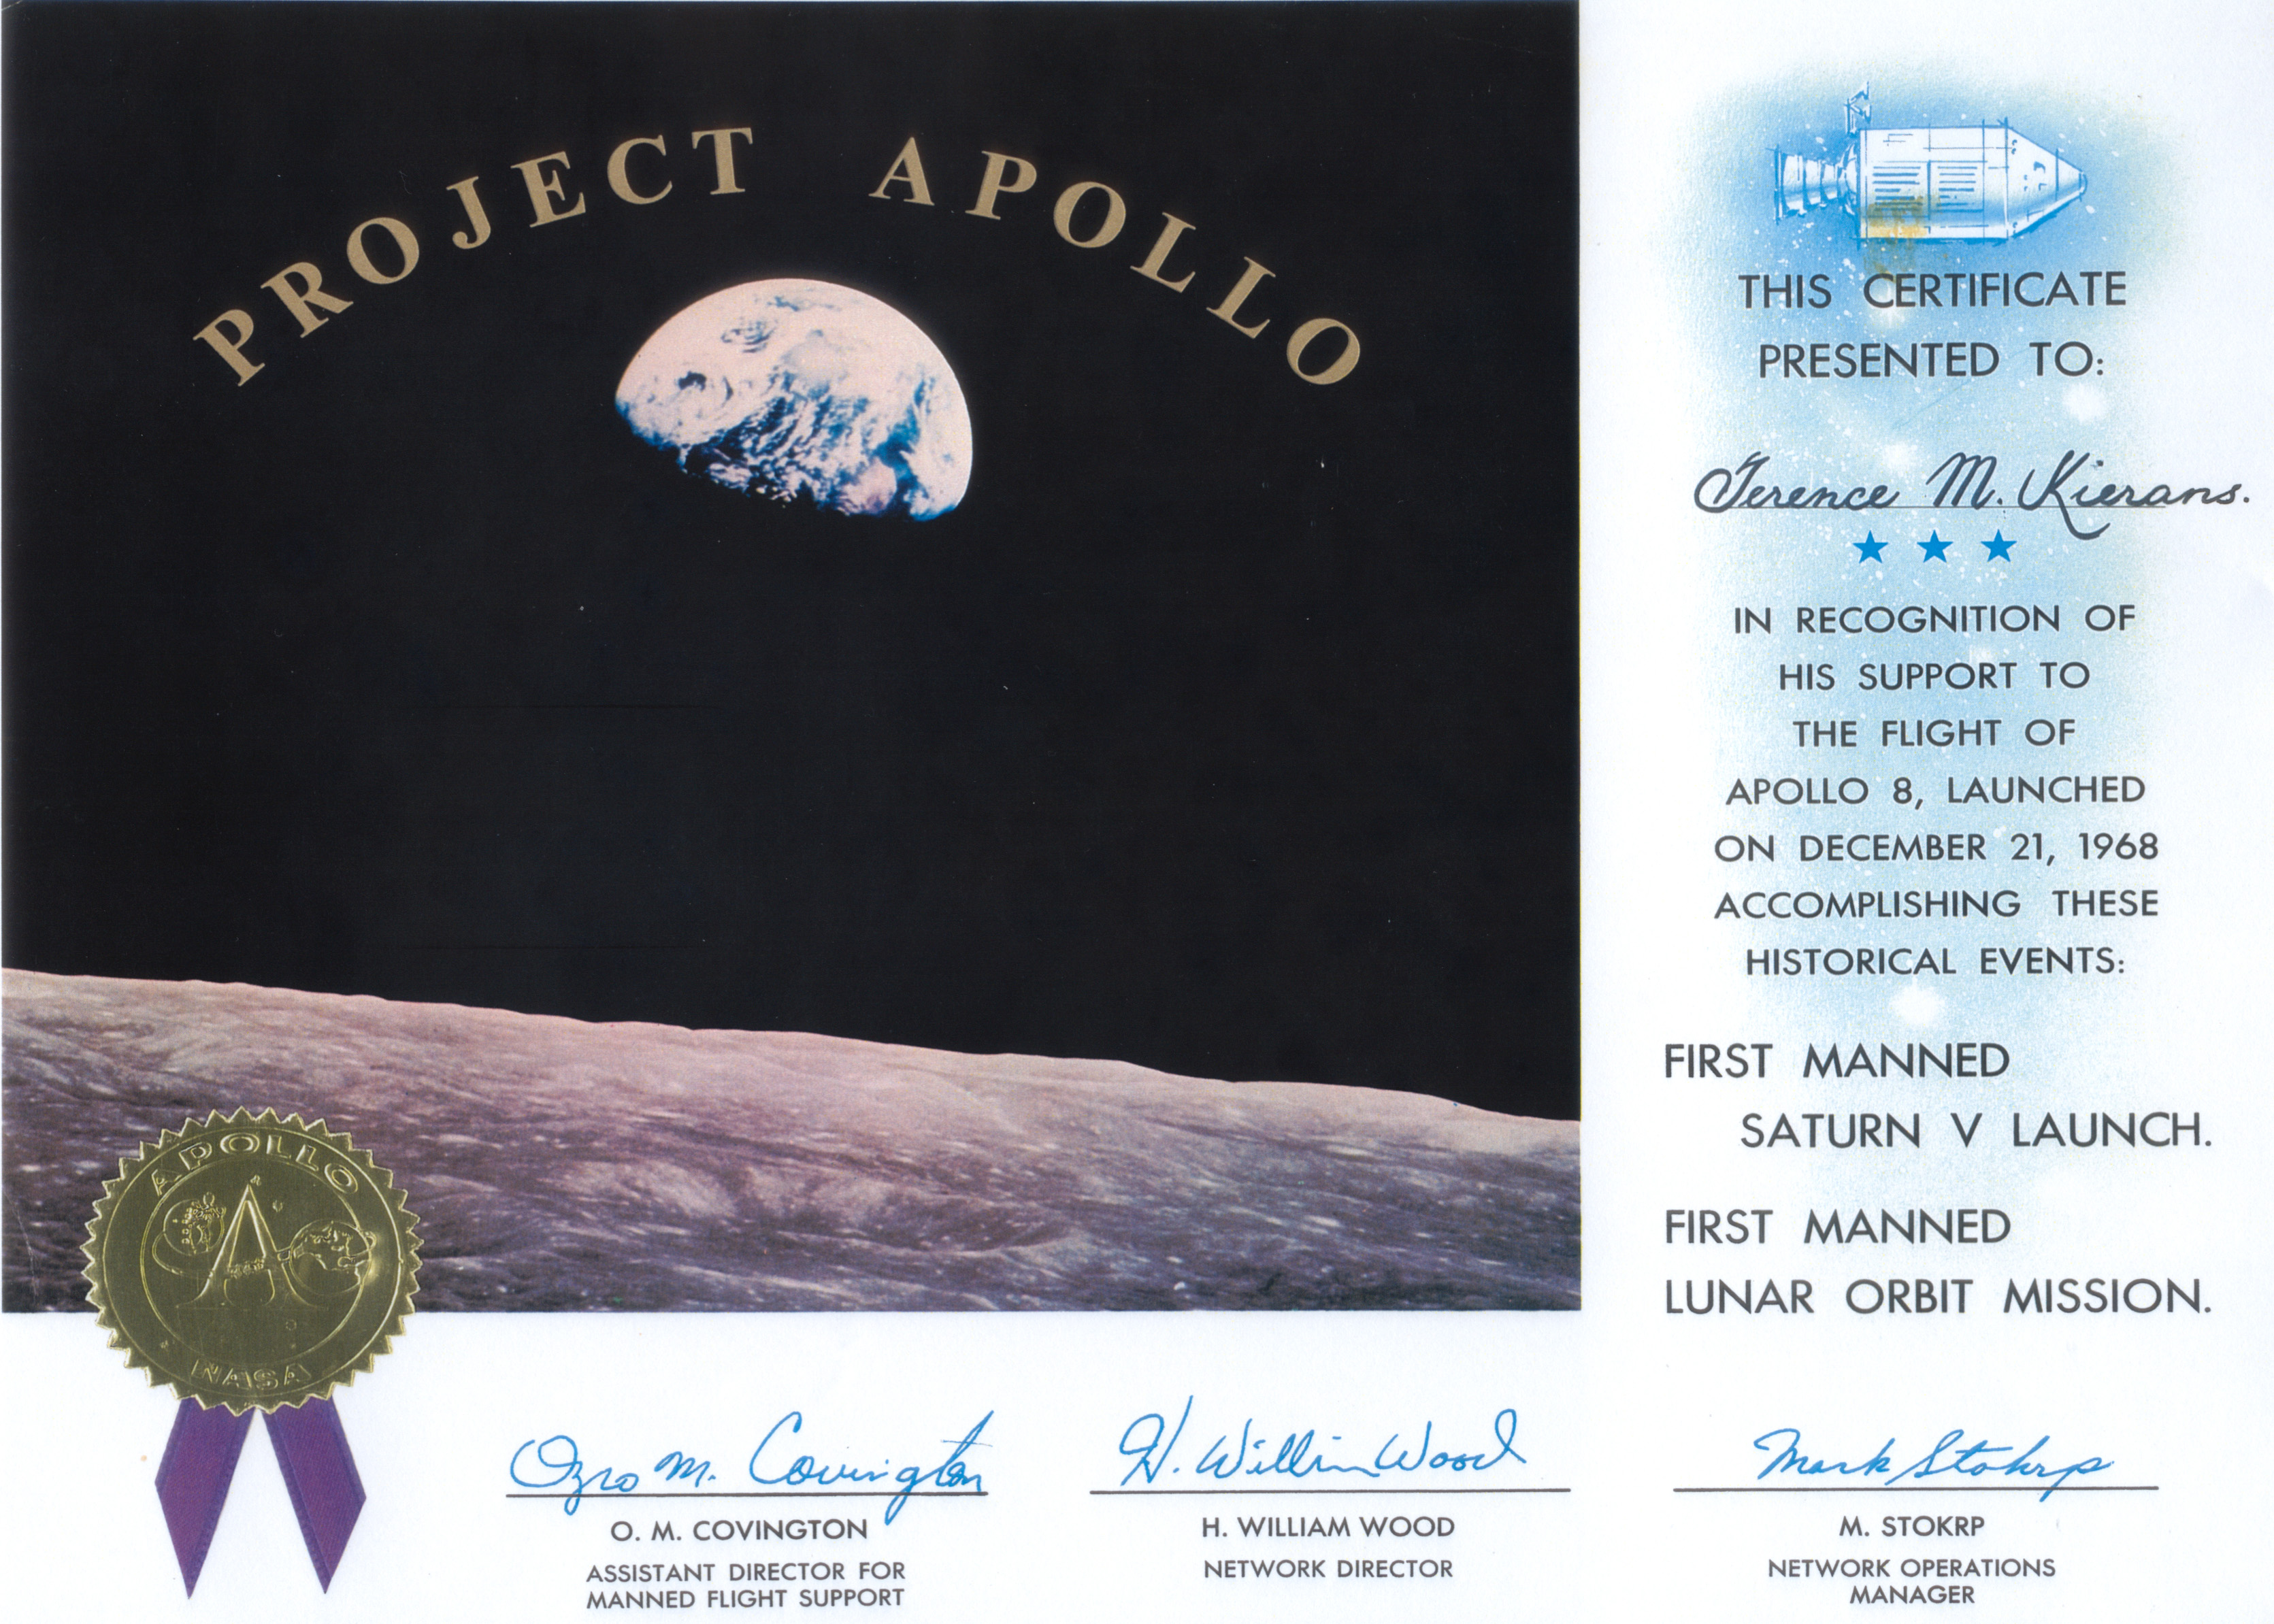 PROJECT APOLLO
THIS CERTIFICATE
PRESENTED TO:
Terence M. Kierans.
IN RECOGNITION OF
HIS SUPPORT TO
THE FLIGHT OF
APOLLO 8, LAUNCHED
ON DECEMBER 21, 1968
ACCOMPLISHING THESE
HISTORICAL EVENTS:
FIRST MANNED
SATURN V LAUNCH.
FIRST MANNED
LUNAR ORBIT MISSION.
APOLLO
A
NASA
Ozro M. Covington
O. M. COVINGTON
ASSISTANT DIRECTOR FOR
MANNED FLIGHT SUPPORT
H. William Wood
H. WILLIAM WOOD
NETWORK DIRECTOR
Mark Stokrp
M. STOKRP
NETWORK OPERATIONS
MANAGER